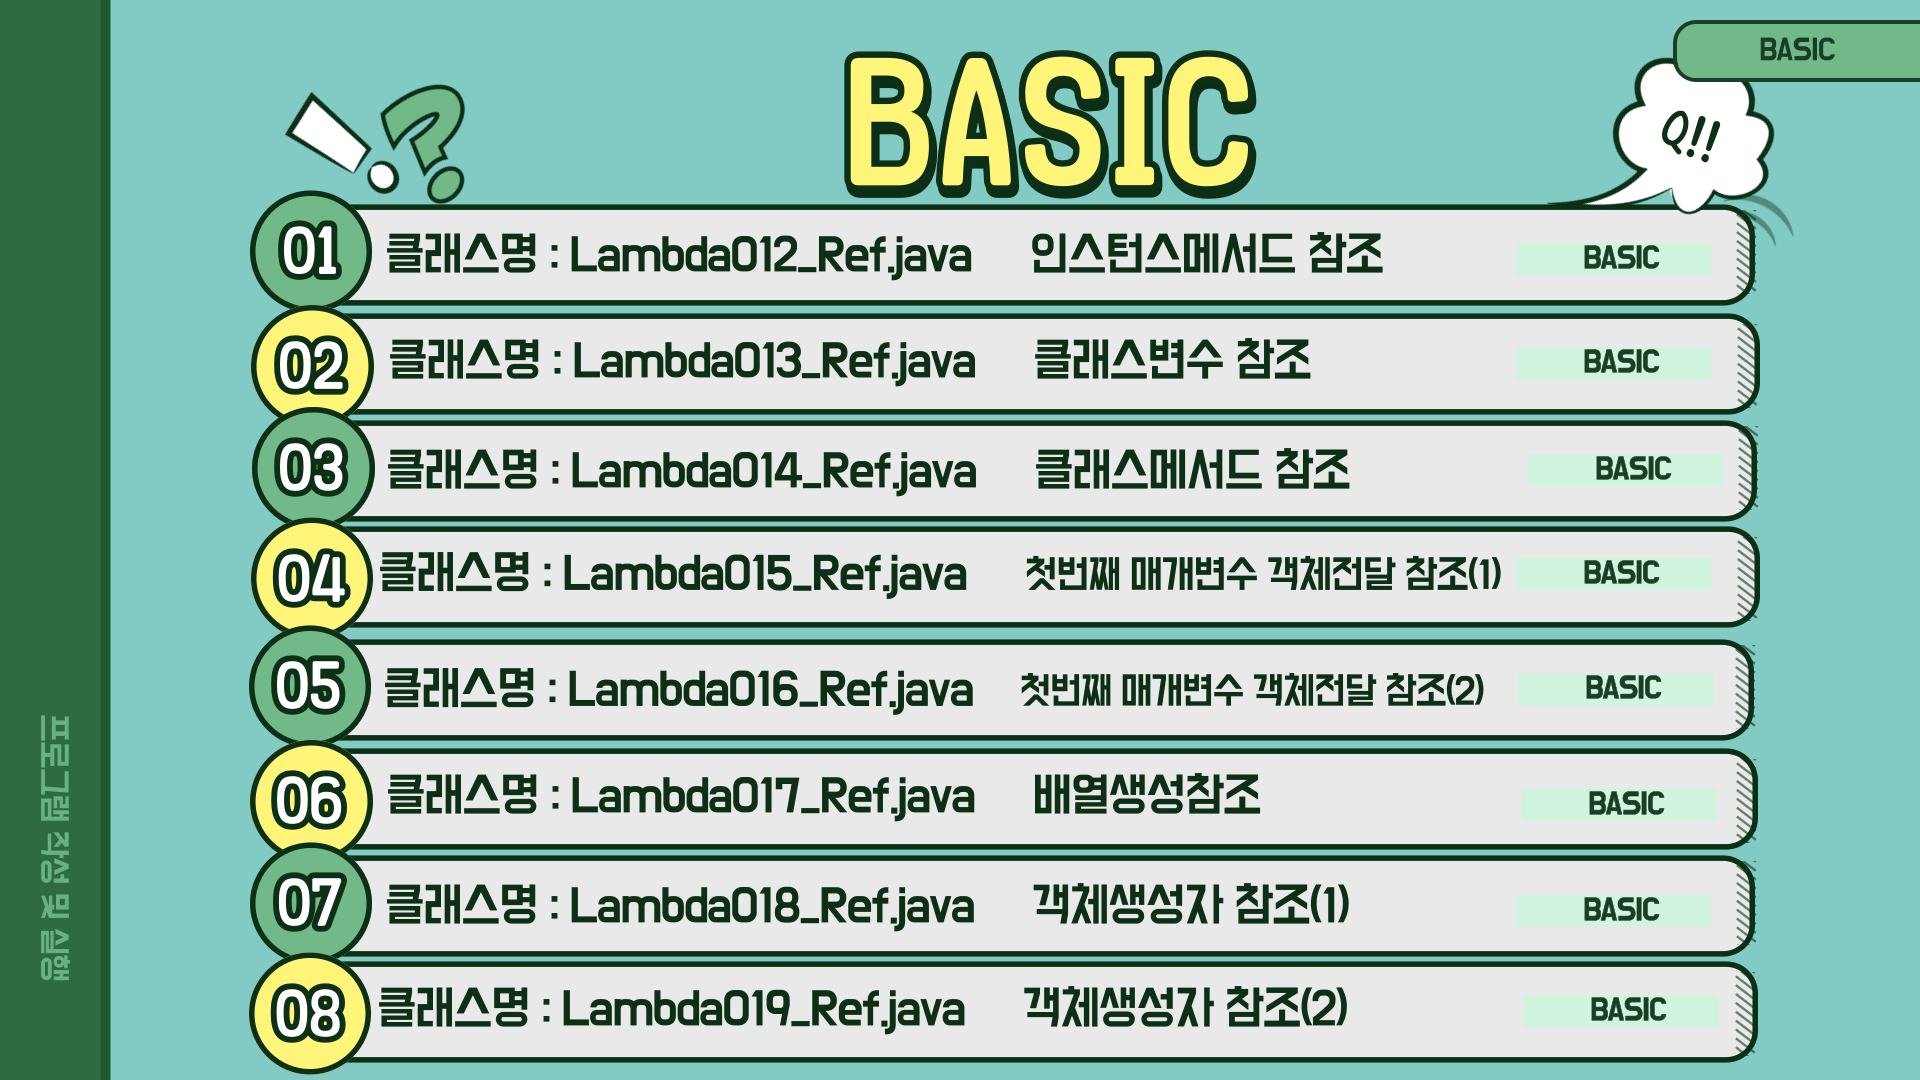 BASIC
BASIC
!?
Q!!
01 클래스명 : Lambda012_Ref.java 인스턴스메서드 참조 BASIC
02 클래스명 : Lambda013_Ref.java 클래스변수 참조 BASIC
03 클래스명 : Lambda014_Ref.java 클래스메서드 참조 BASIC
04 클래스명 : Lambda015_Ref.java 첫번째 매개변수 객체전달 참조(1) BASIC
05 클래스명 : Lambda016_Ref.java 첫번째 매개변수 객체전달 참조(2) BASIC
06 클래스명 : Lambda017_Ref.java 배열생성참조 BASIC
07 클래스명 : Lambda018_Ref.java 객체생성자 참조(1) BASIC
08 클래스명 : Lambda019_Ref.java 객체생성자 참조(2) BASIC
프로그램 작성 및 실행